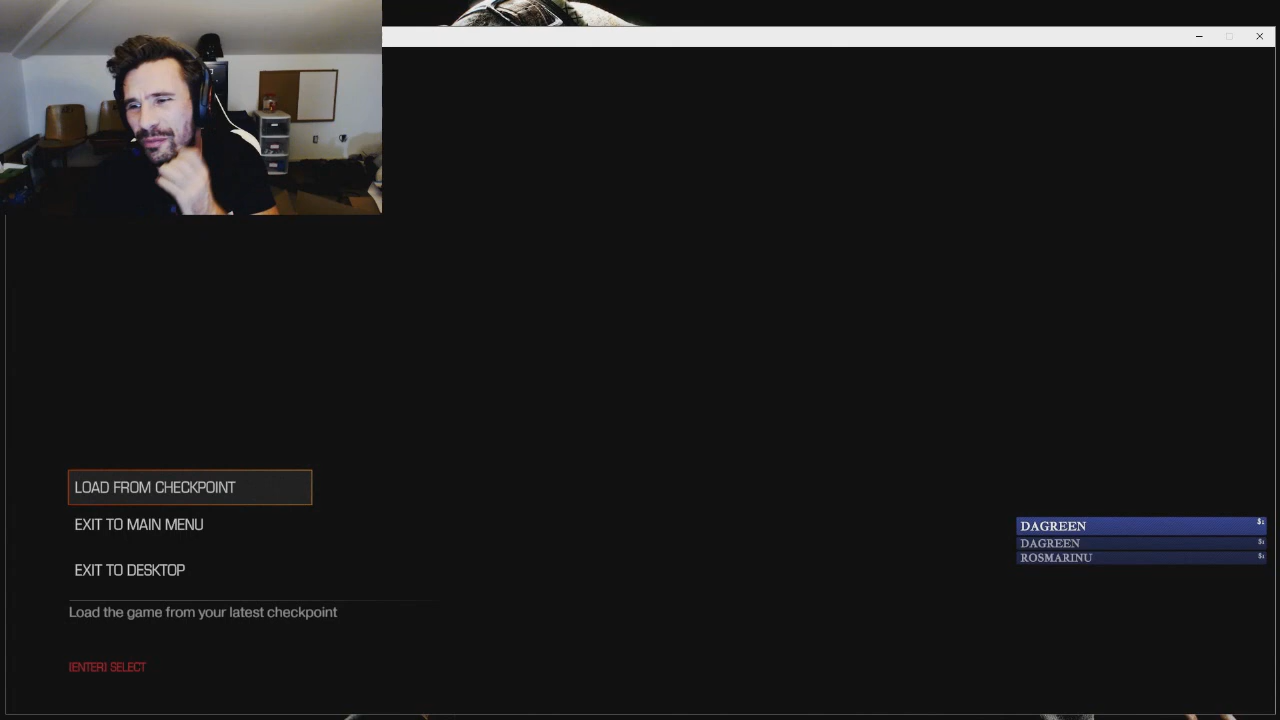 LOAD FROM CHECKPOINT
EXIT TO MAIN MENU
EXIT TO DESKTOP
Load the game from your latest checkpoint
[ENTER] SELECT
DAGREEN
DAGREEN
ROSMARINU